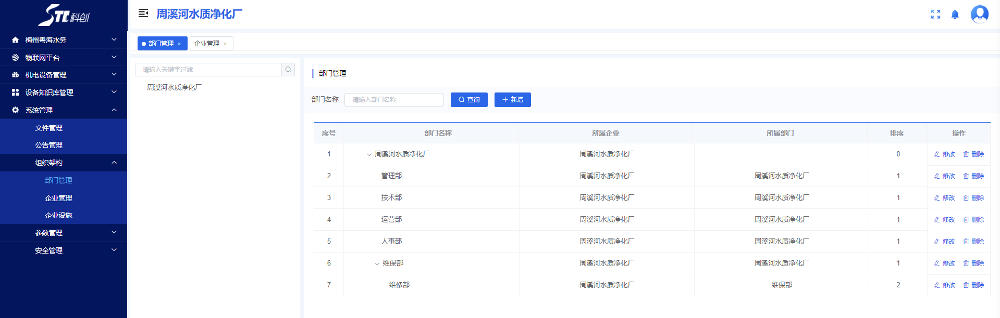 STC科创
周溪河水质净化厂
梅州粤海水务
物联网平台
机电设备管理
设备知识库管理
系统管理
文件管理
公告管理
组织架构
部门管理
企业管理
企业设施
参数管理
安全管理
部门管理 × 企业管理 ×
请输入关键字过滤
周溪河水质净化厂
部门管理
部门名称 请输入部门名称 查询 新增
序号 部门名称 所属企业 所属部门 排序 操作
1 周溪河水质净化厂 周溪河水质净化厂 0 修改 删除
2 管理部 周溪河水质净化厂 周溪河水质净化厂 1 修改 删除
3 技术部 周溪河水质净化厂 周溪河水质净化厂 1 修改 删除
4 运营部 周溪河水质净化厂 周溪河水质净化厂 1 修改 删除
5 人事部 周溪河水质净化厂 周溪河水质净化厂 1 修改 删除
6 维保部 周溪河水质净化厂 周溪河水质净化厂 1 修改 删除
7 维修部 周溪河水质净化厂 维保部 2 修改 删除